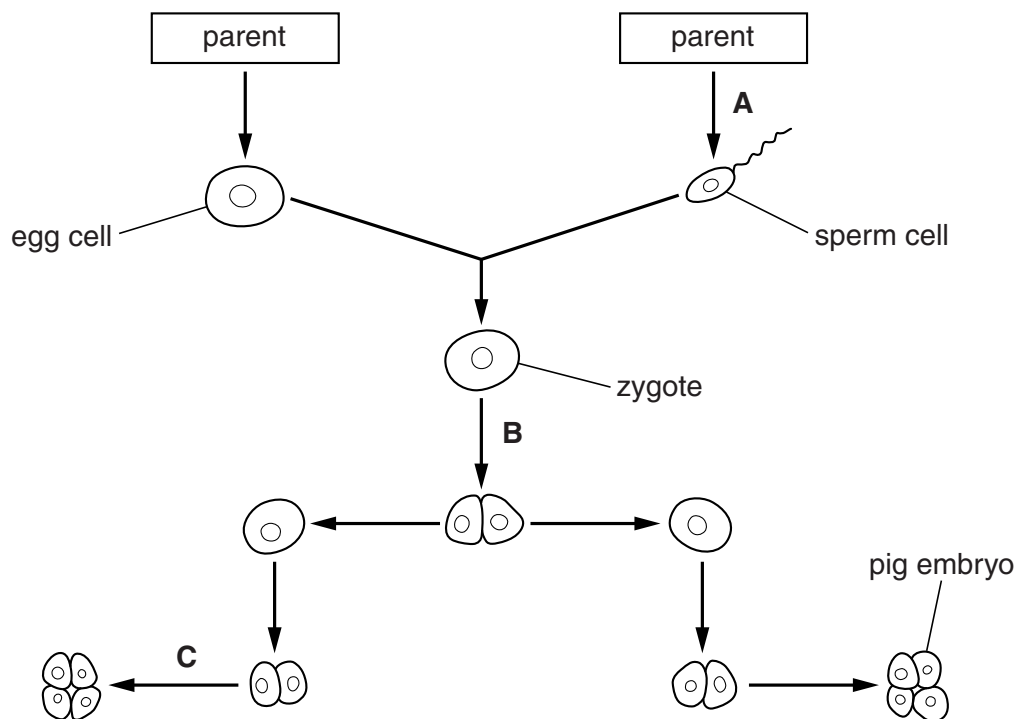 parent
parent
A
egg cell
sperm cell
zygote
B
pig embryo
C